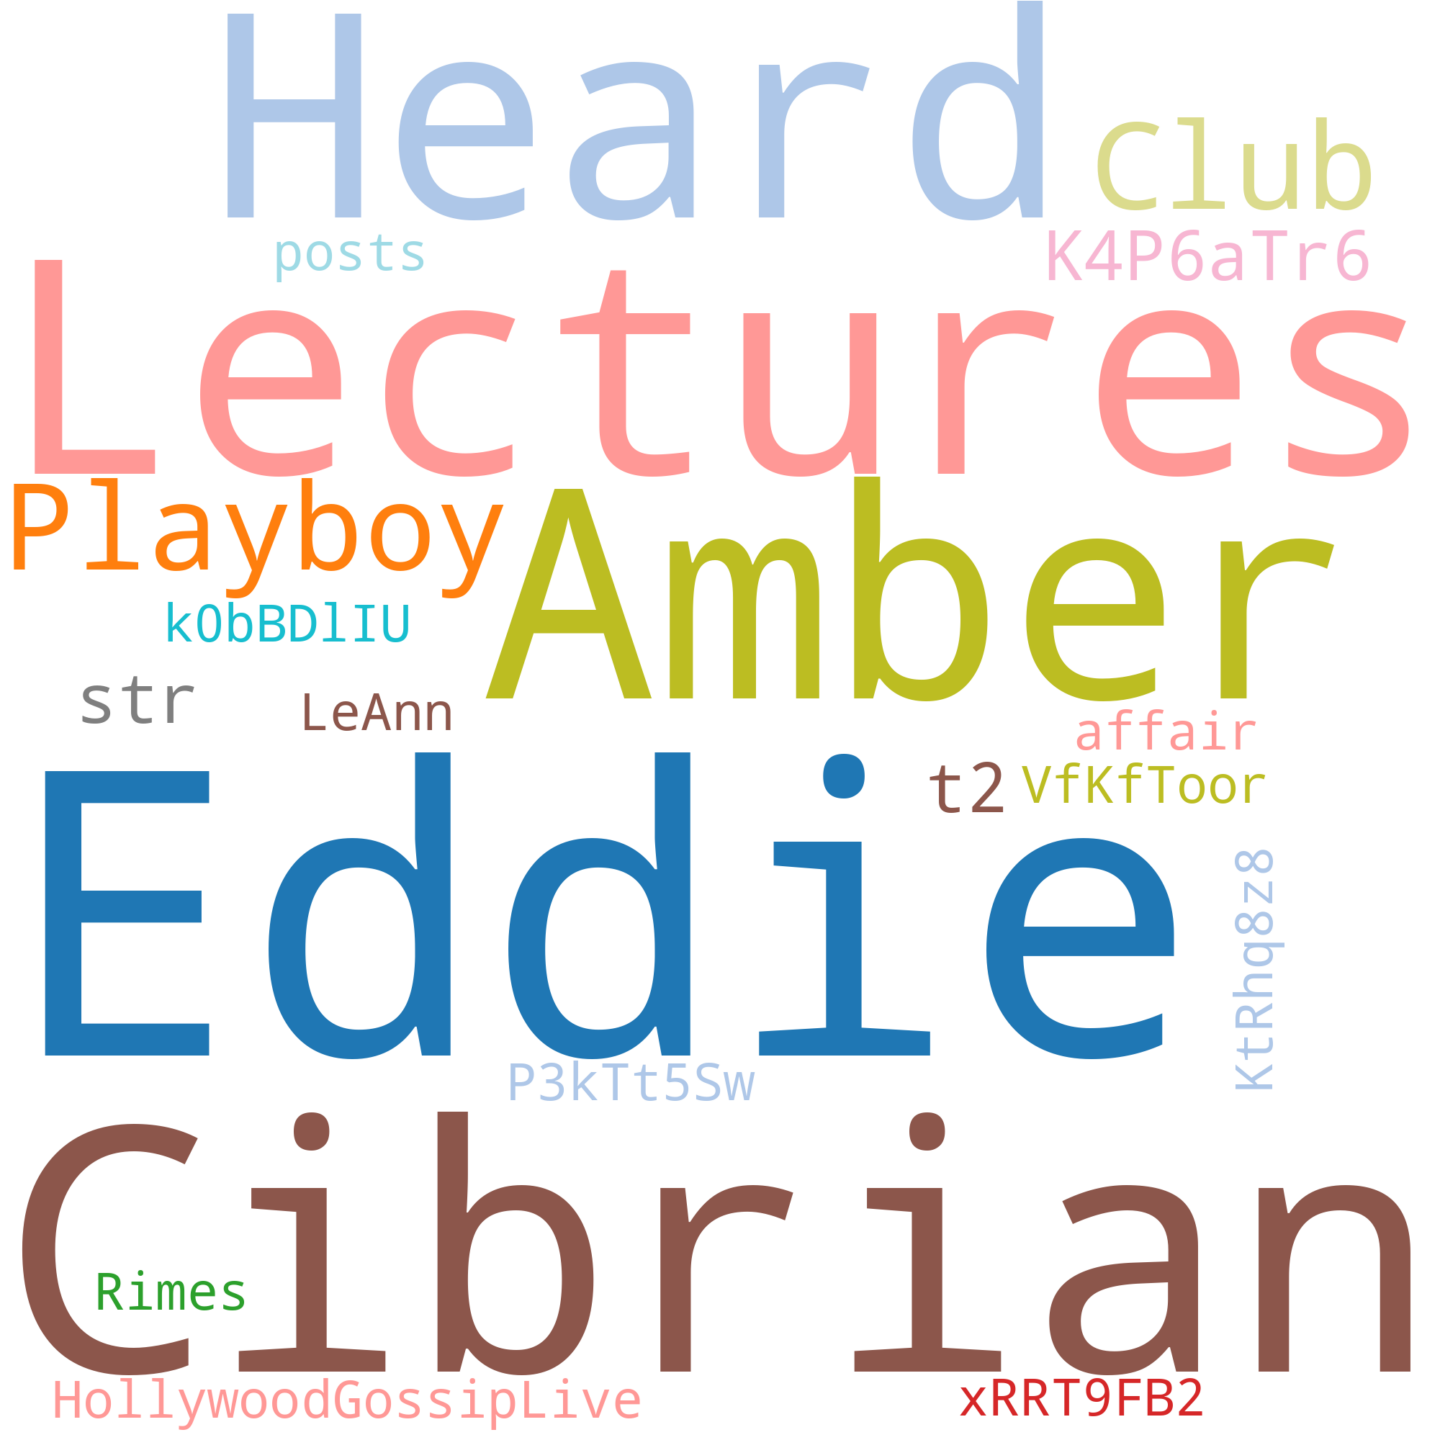 Heard
Club
posts
K4P6aTr6
Lectures
Playboy
Amber
k0bBDlIU
str
LeAnn
affair
t2
VfKfToor
Eddie
KtRhq8z8
P3kTt5Sw
Cibrian
Rimes
HollywoodGossipLive
xRRT9FB2